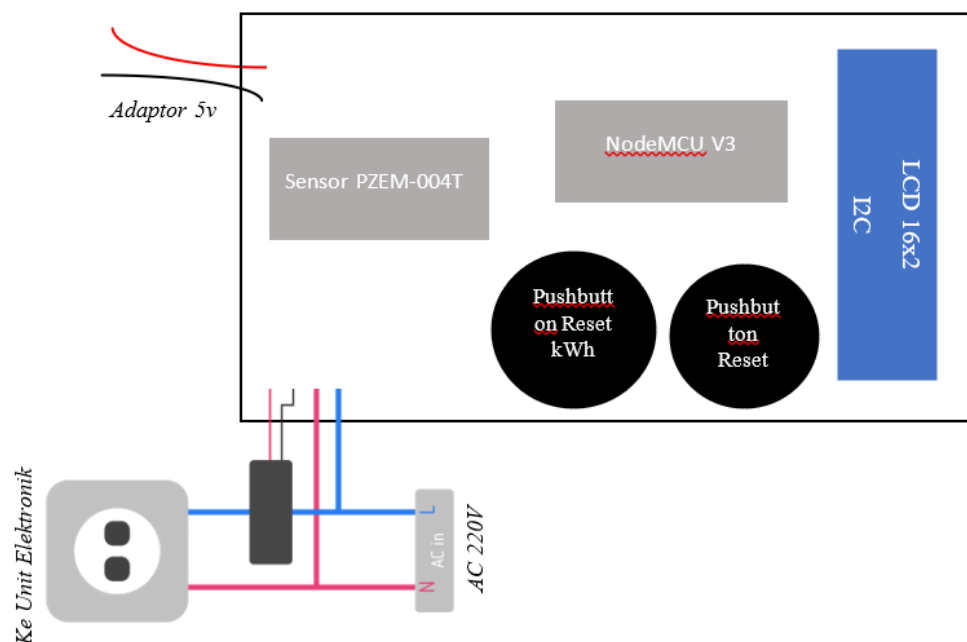 Adaptor 5v
Sensor PZEM-004T
NodeMCU V3
LCD 16x2
I2C
Pushbutt
on Reset
kWh
Pushbut
ton
Reset
Ke Unit Elektronik
L
AC in
N
AC 220V